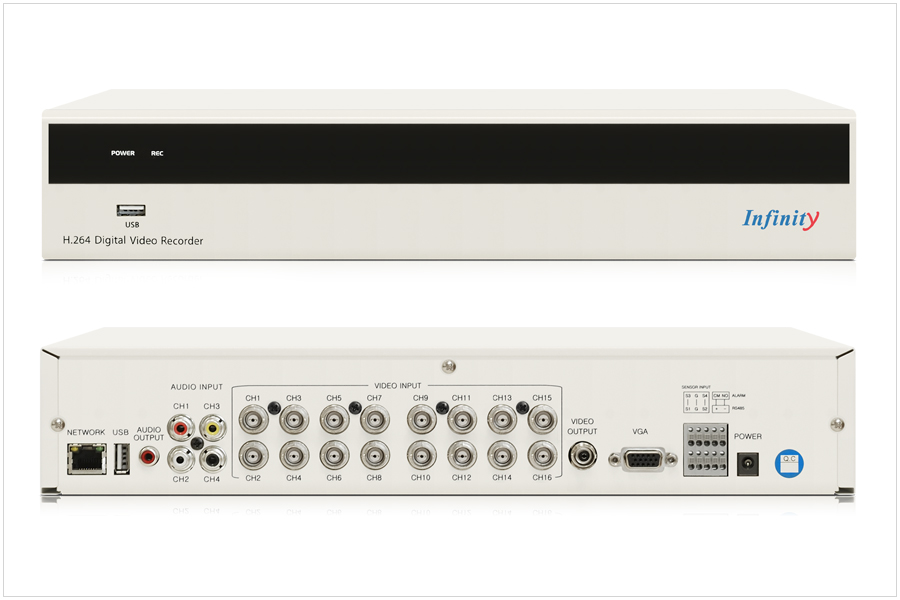 POWER REC
USB
H.264 Digital Video Recorder
Infinity
AUDIO INPUT
VIDEO INPUT
CH1 CH3
CH1 CH3 CH5 CH7 CH9 CH11 CH13 CH15
NETWORK USB AUDIO OUTPUT
CH2 CH4
CH2 CH4 CH6 CH8 CH10 CH12 CH14 CH16
VIDEO
OUTPUT
VGA
SENSOR INPUT
S3 G S4 CM NO ALARM
S1 G S2 + - RS485
POWER
Q.C